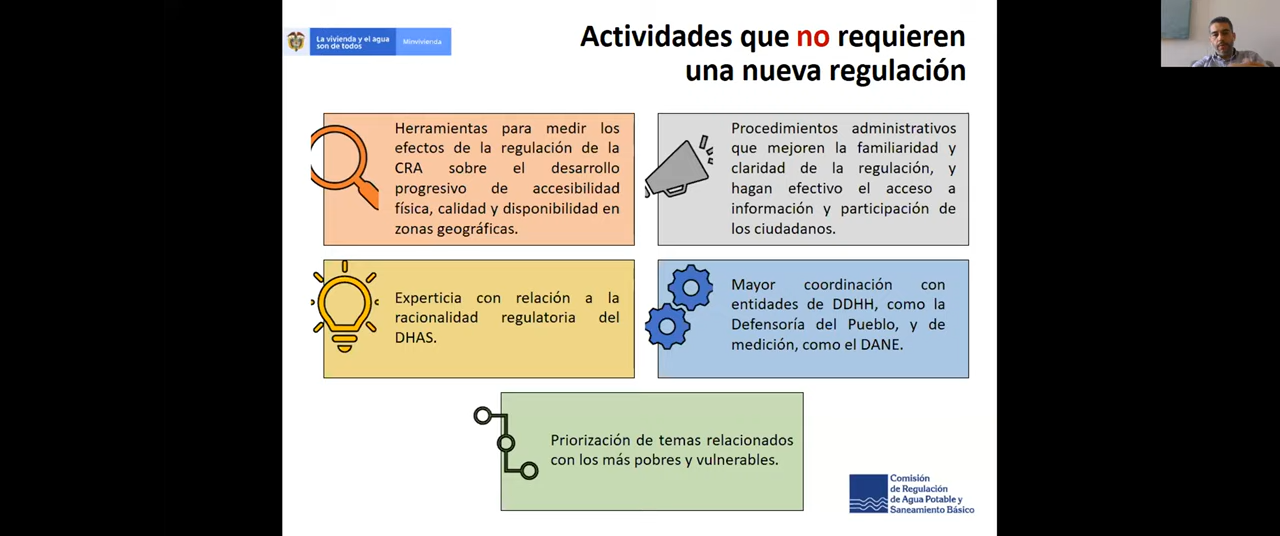 La vivienda y el agua
son de todos
Minvivienda
Actividades que no requieren
una nueva regulación
Herramientas para medir los
efectos de la regulación de la
CRA sobre el desarrollo
progresivo de accesibilidad
física, calidad y disponibilidad en
zonas geográficas.
Procedimientos administrativos
que mejoren la familiaridad y
claridad de la regulación, y
hagan efectivo el acceso a
información y participación de
los ciudadanos.
Experticia con relación a la
racionalidad regulatoria del
DHAS.
Mayor coordinación con
entidades de DDHH, como la
Defensoría del Pueblo, y de
medición, como el DANE.
Priorización de temas relacionados
con los más pobres y vulnerables.
Comisión
de Regulación
de Agua Potable y
Saneamiento Básico